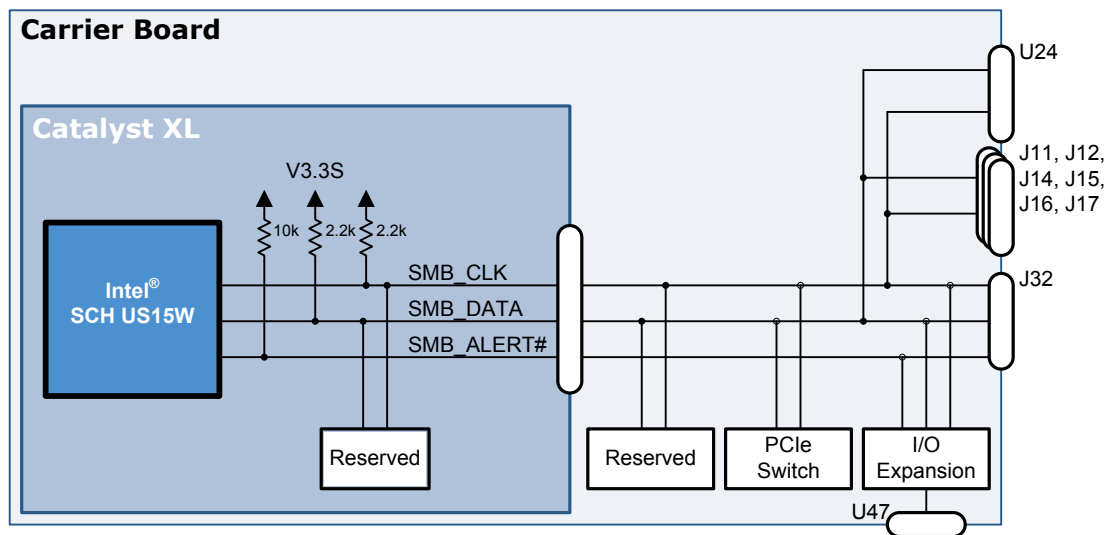 Carrier Board
U24
Catalyst XL
J11, J12,
J14, J15,
J16, J17
V3.3S
10k
2.2k
2.2k
Intel®
SCH US15W
SMB_CLK
SMB_DATA
SMB_ALERT#
J32
Reserved
Reserved
PCIe
Switch
I/O
Expansion
U47